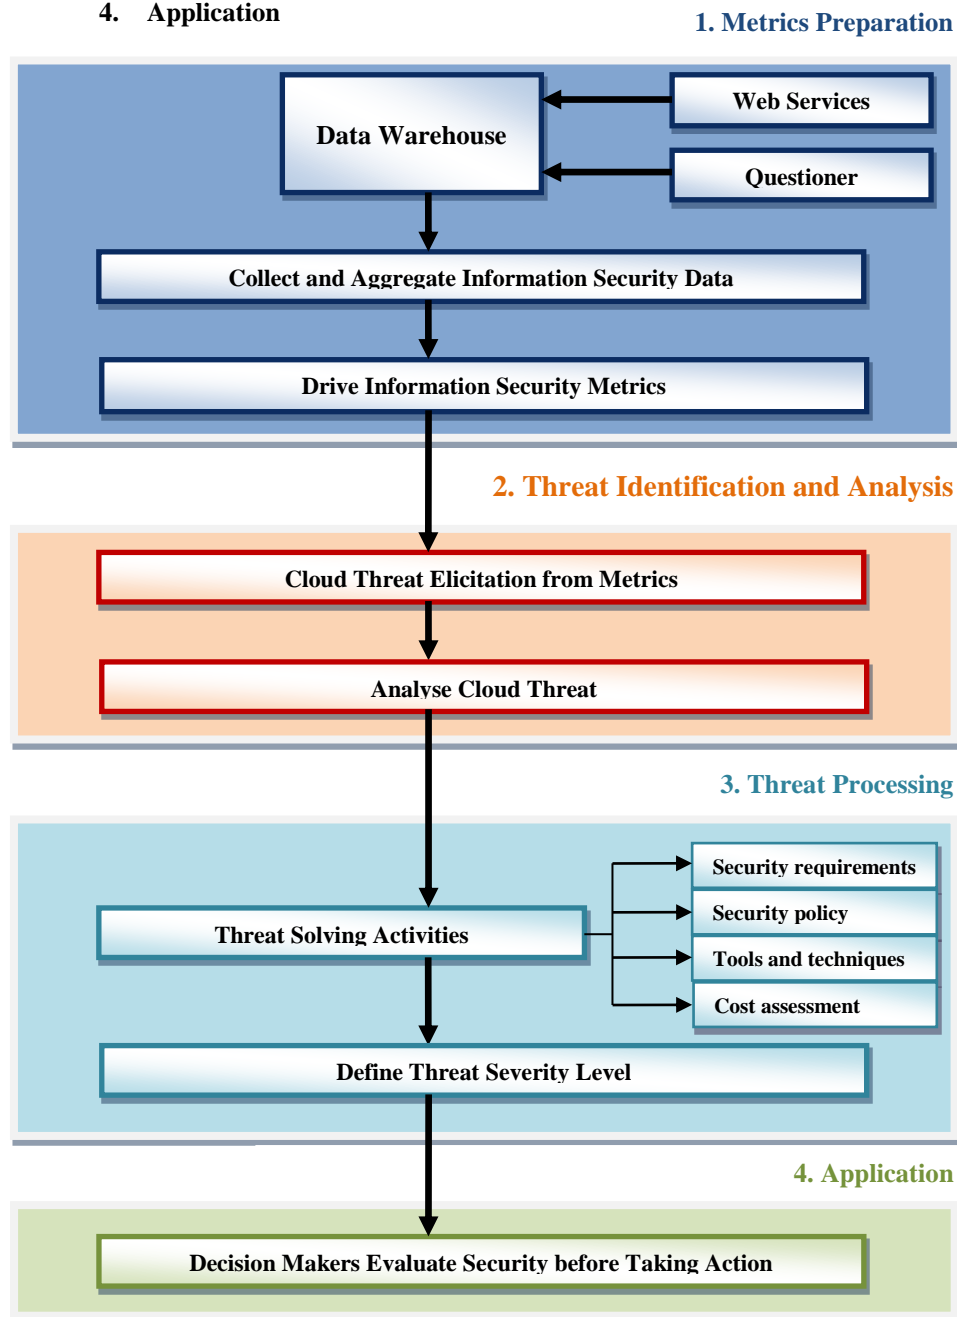 4. Application
1. Metrics Preparation
Web Services
Data Warehouse
Questioner
Collect and Aggregate Information Security Data
Drive Information Security Metrics
2. Threat Identification and Analysis
Cloud Threat Elicitation from Metrics
Analyse Cloud Threat
3. Threat Processing
Security requirements
Security policy
Threat Solving Activities
Tools and techniques
Cost assessment
Define Threat Severity Level
4. Application
Decision Makers Evaluate Security before Taking Action